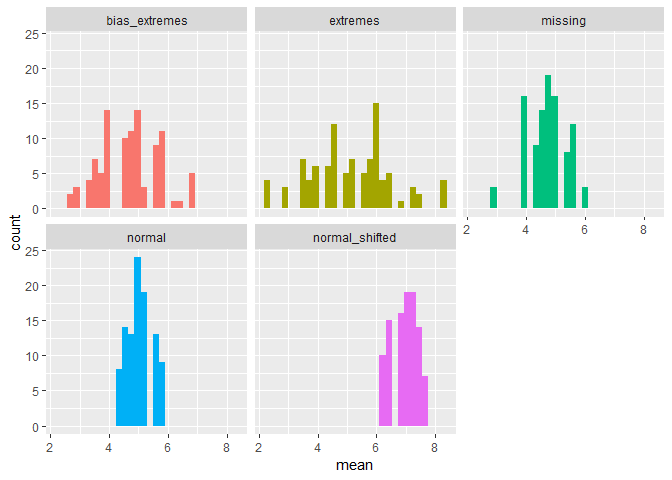 bias_extremes
extremes
missing
25
20
15
10
5
0
2 4 6 8
normal
normal_shifted
25
20
15
10
5
0
2 4 6 8
2 4 6 8
count
mean